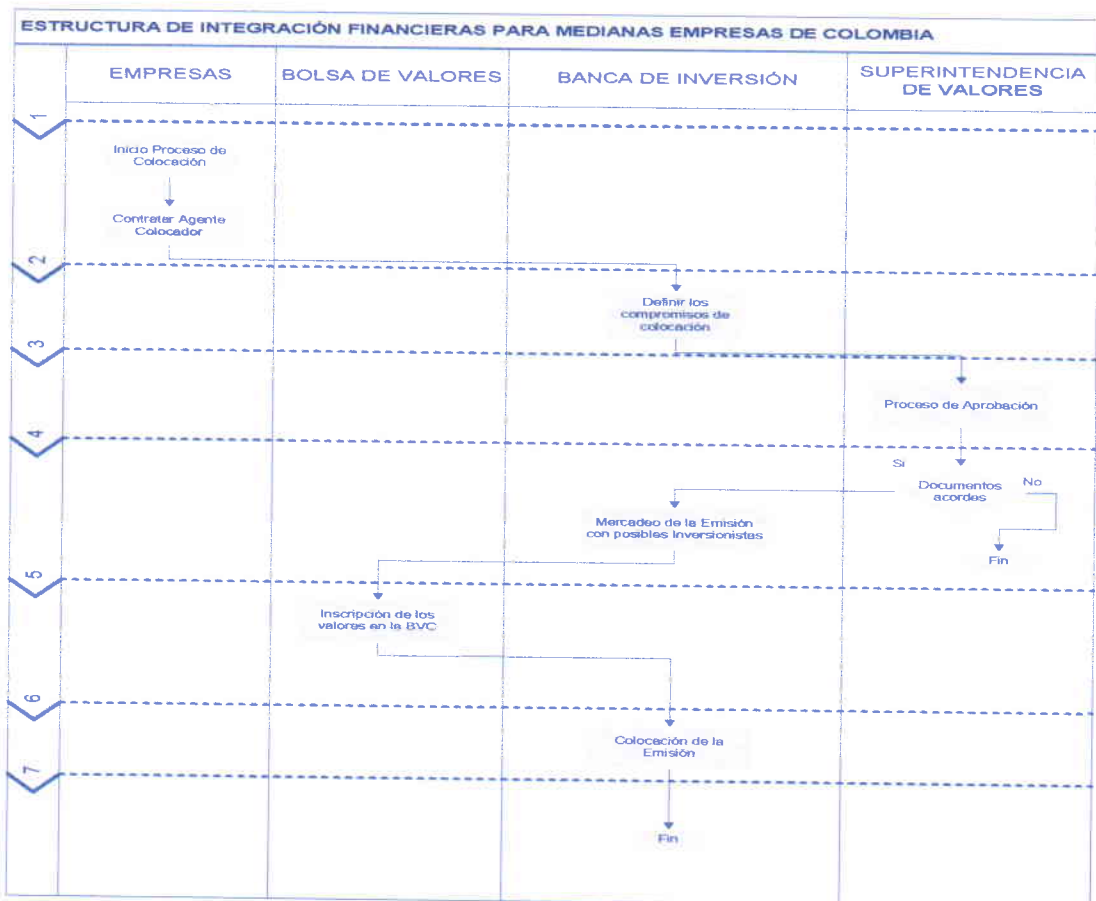 ESTRUCTURA DE INTEGRACIÓN FINANCIERAS PARA MEDIANAS EMPRESAS DE COLOMBIA
EMPRESAS
BOLSA DE VALORES
BANCA DE INVERSIÓN
SUPERINTENDENCIA
DE VALORES
1
Inicio Proceso de
Colocación
Contratar Agente
Colocador
2
Definir los
compromisos de
colocación
3
Proceso de Aprobación
4
Si
Documentos
acordes
No
Mercadeo de la Emisión
con posibles Inversionistas
Fin
5
Inscripción de los
valores en la BVC
6
Colocación de la
Emisión
7
Fin